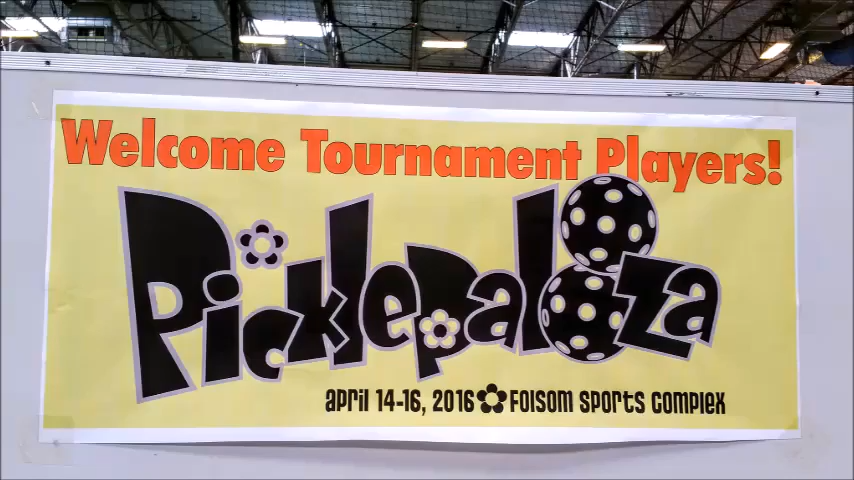 Welcome Tournament Players!
Picklepalooza
april 14-16, 2016 Folsom Sports Complex